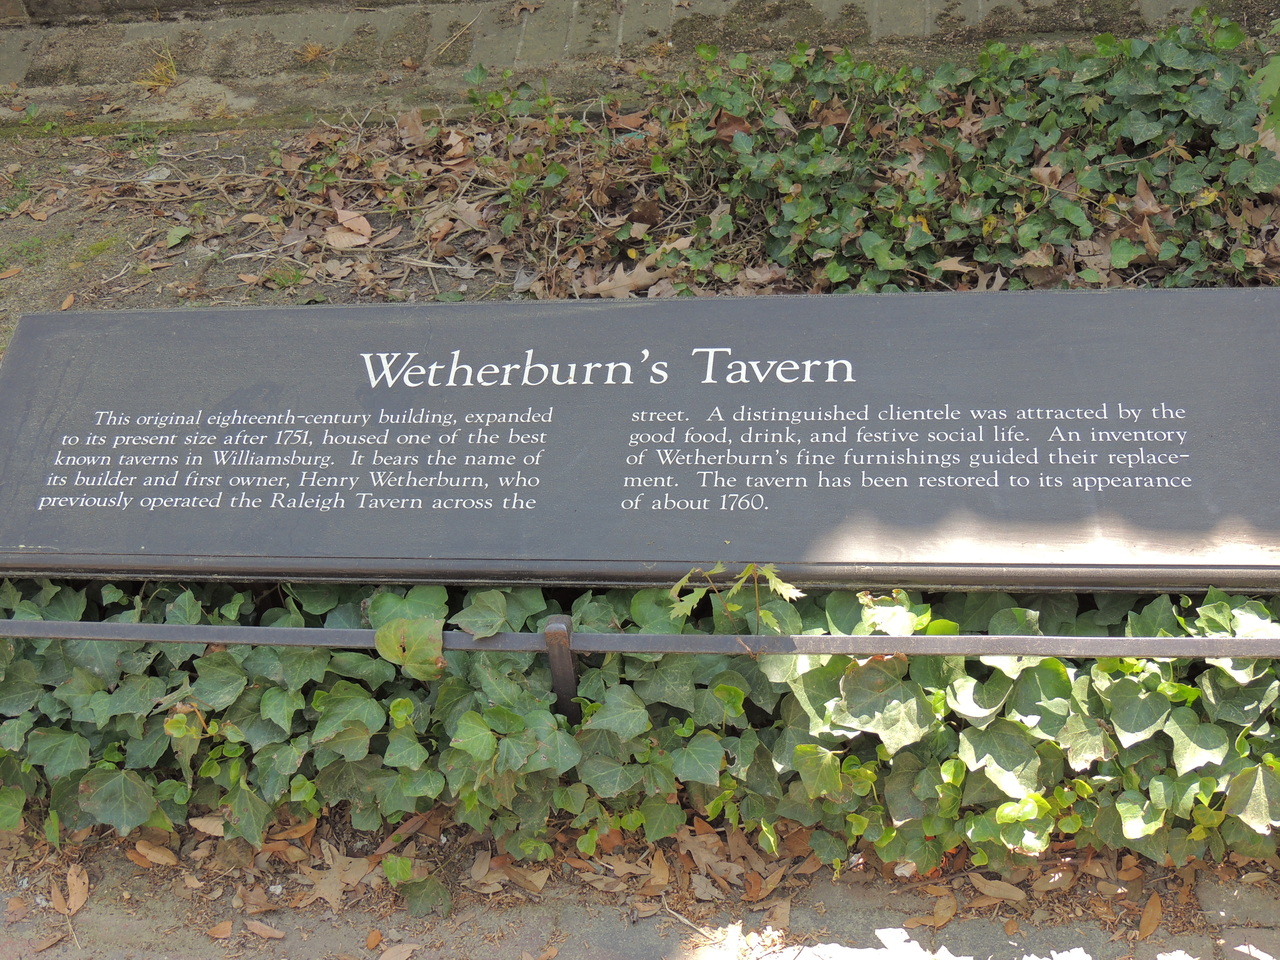 Wetherburn's Tavern
This original eighteenth-century building, expanded
to its present size after 1751, housed one of the best
known taverns in Williamsburg. It bears the name of
its builder and first owner, Henry Wetherburn, who
previously operated the Raleigh Tavern across the
street. A distinguished clientele was attracted by the
good food, drink, and festive social life. An inventory
of Wetherburn's fine furnishings guided their replace-
ment. The tavern has been restored to its appearance
of about 1760.